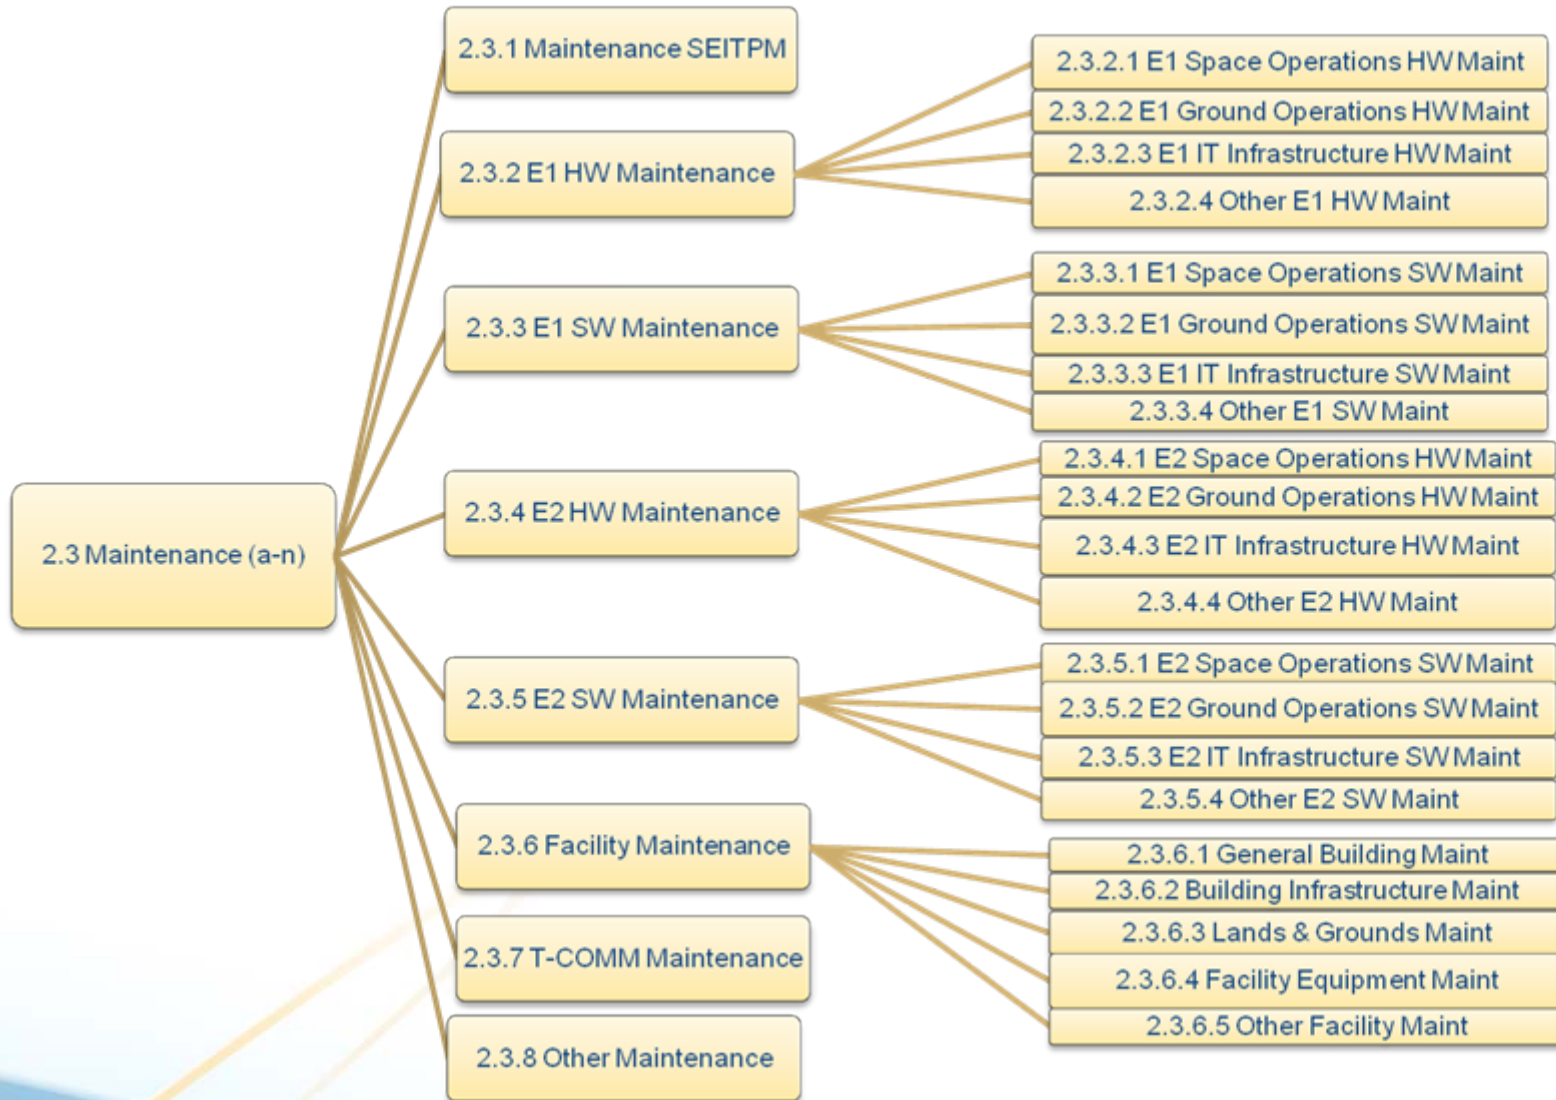 2.3 Maintenance (a-n)
2.3.1 Maintenance SEITPM
2.3.2 E1 HW Maintenance
2.3.2.1 E1 Space Operations HW Maint
2.3.2.2 E1 Ground Operations HW Maint
2.3.2.3 E1 IT Infrastructure HW Maint
2.3.2.4 Other E1 HW Maint
2.3.3 E1 SW Maintenance
2.3.3.1 E1 Space Operations SW Maint
2.3.3.2 E1 Ground Operations SW Maint
2.3.3.3 E1 IT Infrastructure SW Maint
2.3.3.4 Other E1 SW Maint
2.3.4 E2 HW Maintenance
2.3.4.1 E2 Space Operations HW Maint
2.3.4.2 E2 Ground Operations HW Maint
2.3.4.3 E2 IT Infrastructure HW Maint
2.3.4.4 Other E2 HW Maint
2.3.5 E2 SW Maintenance
2.3.5.1 E2 Space Operations SW Maint
2.3.5.2 E2 Ground Operations SW Maint
2.3.5.3 E2 IT Infrastructure SW Maint
2.3.5.4 Other E2 SW Maint
2.3.6 Facility Maintenance
2.3.6.1 General Building Maint
2.3.6.2 Building Infrastructure Maint
2.3.6.3 Lands & Grounds Maint
2.3.6.4 Facility Equipment Maint
2.3.6.5 Other Facility Maint
2.3.7 T-COMM Maintenance
2.3.8 Other Maintenance